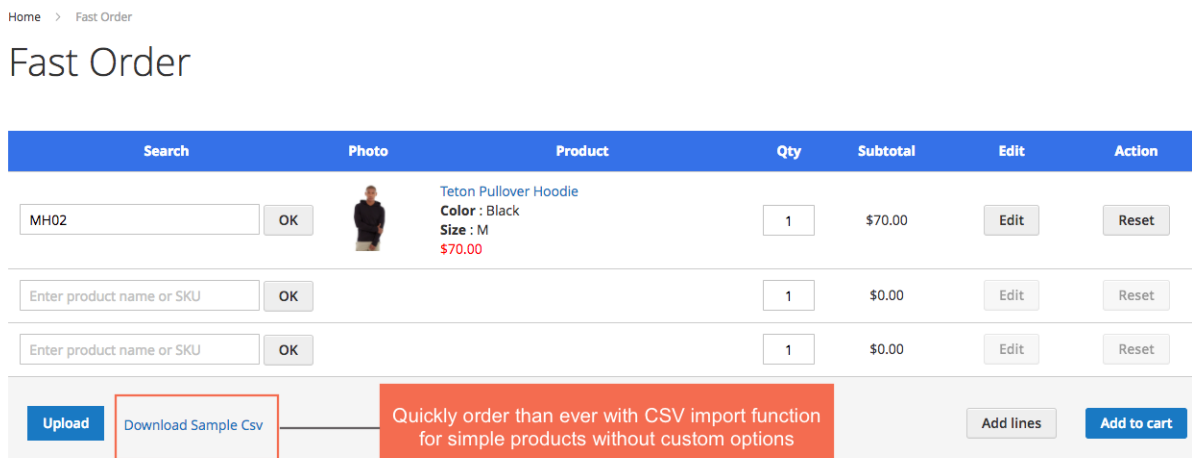 Home > Fast Order
Fast Order
Search Photo Product Qty Subtotal Edit Action
MH02 OK
Teton Pullover Hoodie
Color : Black
Size : M
$70.00
1 $70.00 Edit Reset
Enter product name or SKU OK 1 $0.00 Edit Reset
Enter product name or SKU OK 1 $0.00 Edit Reset
Upload Download Sample Csv
Quickly order than ever with CSV import function
for simple products without custom options
Add lines Add to cart